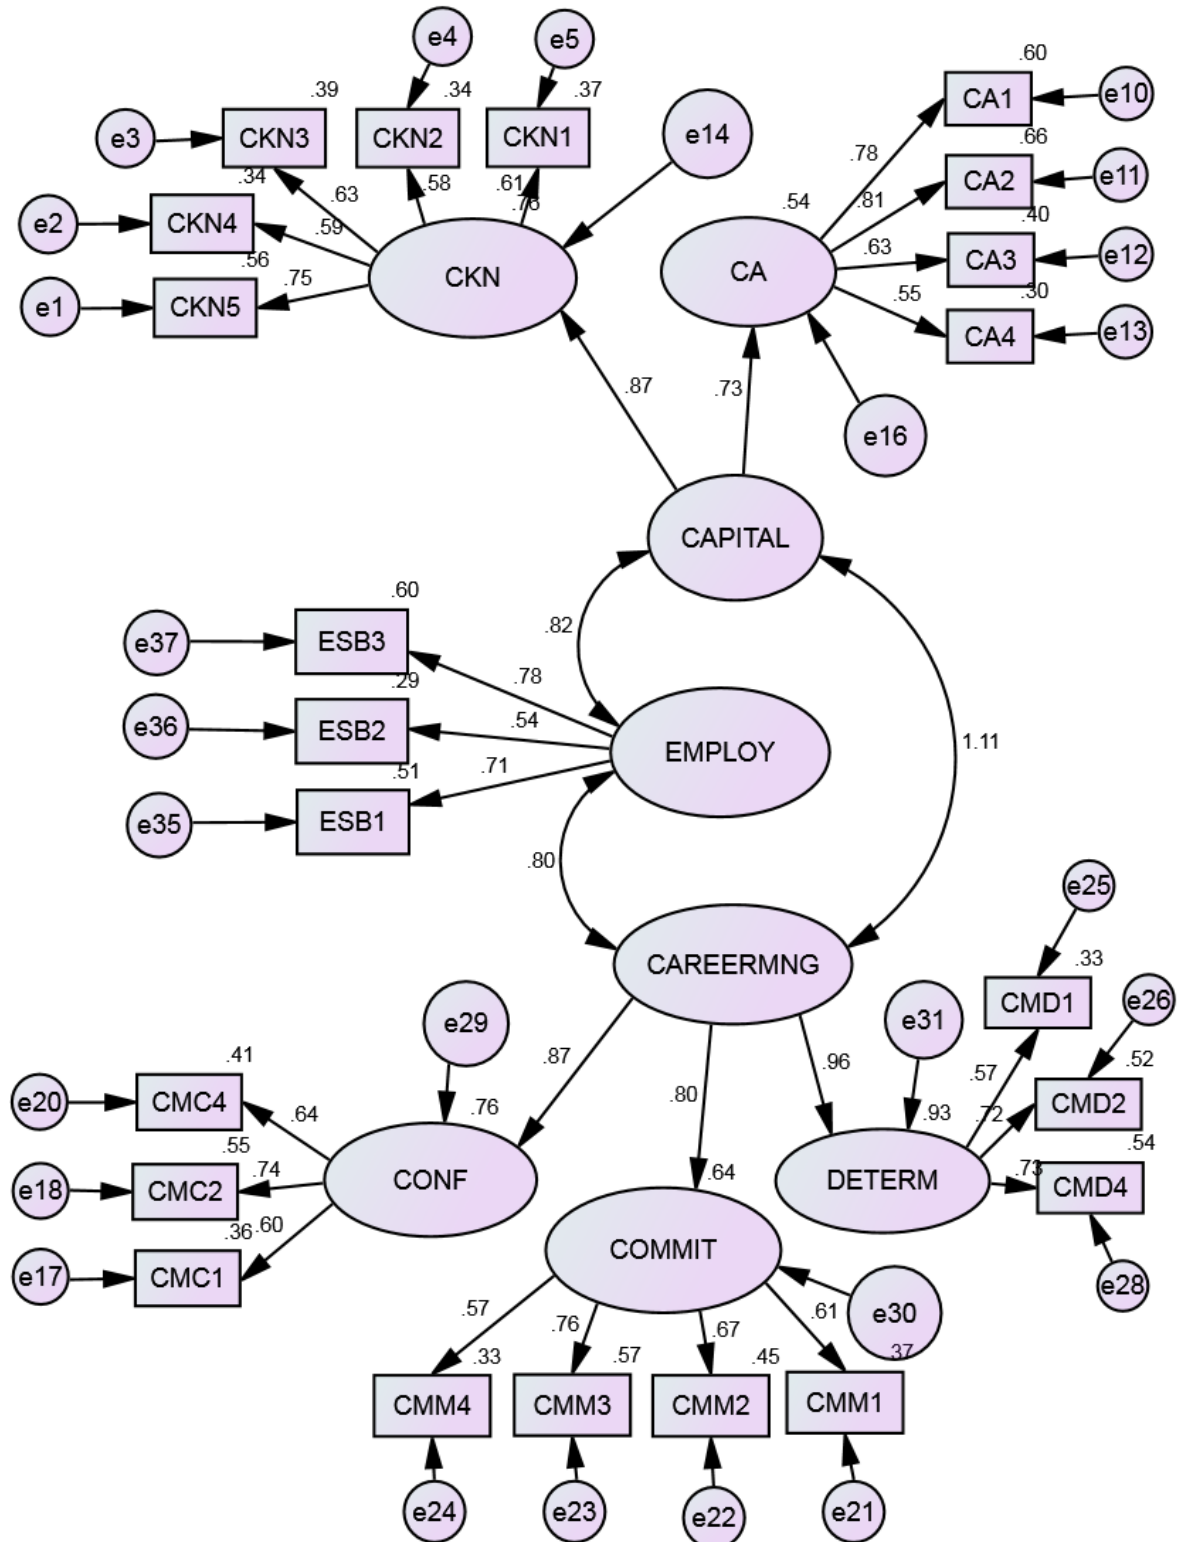 e4
e5
.60
.39
.34
.37
CA1
e10
e3
CKN3
CKN2
CKN1
e14
.66
.34
.63
.58
.61
.76
.78
CA2
e11
e2
CKN4
.59
.54
.81
.40
.56
CKN
CA
.63
CA3
e12
e1
CKN5
.75
.55
.30
CA4
e13
.87
.73
e16
CAPITAL
.60
.82
e37
ESB3
.78
.29
e36
ESB2
.54
EMPLOY
1.11
.51
.71
e35
ESB1
.80
e25
CAREERMNG
.33
e29
e31
CMD1
e26
.41
.87
.96
.52
.57
e20
CMC4
.64
.76
.80
.93
.72
CMD2
.55
.54
e18
CMC2
.74
CONF
.64
DETERM
.73
CMD4
.36
.60
e17
CMC1
COMMIT
e28
.57
.76
.67
.61
e30
.33
.57
.45
.37
CMM4
CMM3
CMM2
CMM1
e24
e23
e22
e21